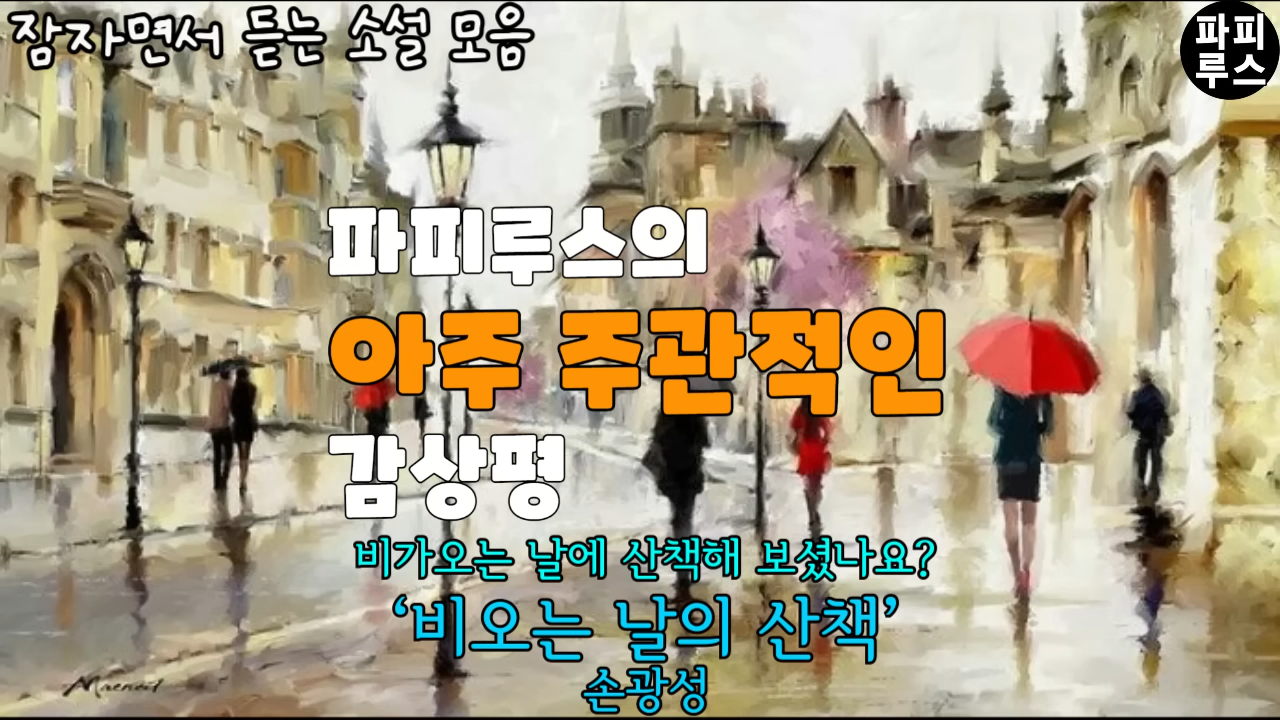 잠자면서 듣는 소설 모음
파피
루스
파피루스의
아주 주관적인
감상평
비가오는 날에 산책해 보셨나요?
‘비오는 날의 산책’
손광성